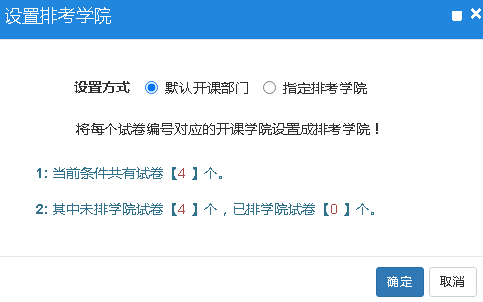 设置排考学院
设置方式 默认开课部门 指定排考学院
将每个试卷编号对应的开课学院设置成排考学院！
1: 当前条件共有试卷【4 】个。
2: 其中未排学院试卷【4 】个，已排学院试卷【0 】个。
确定 取消